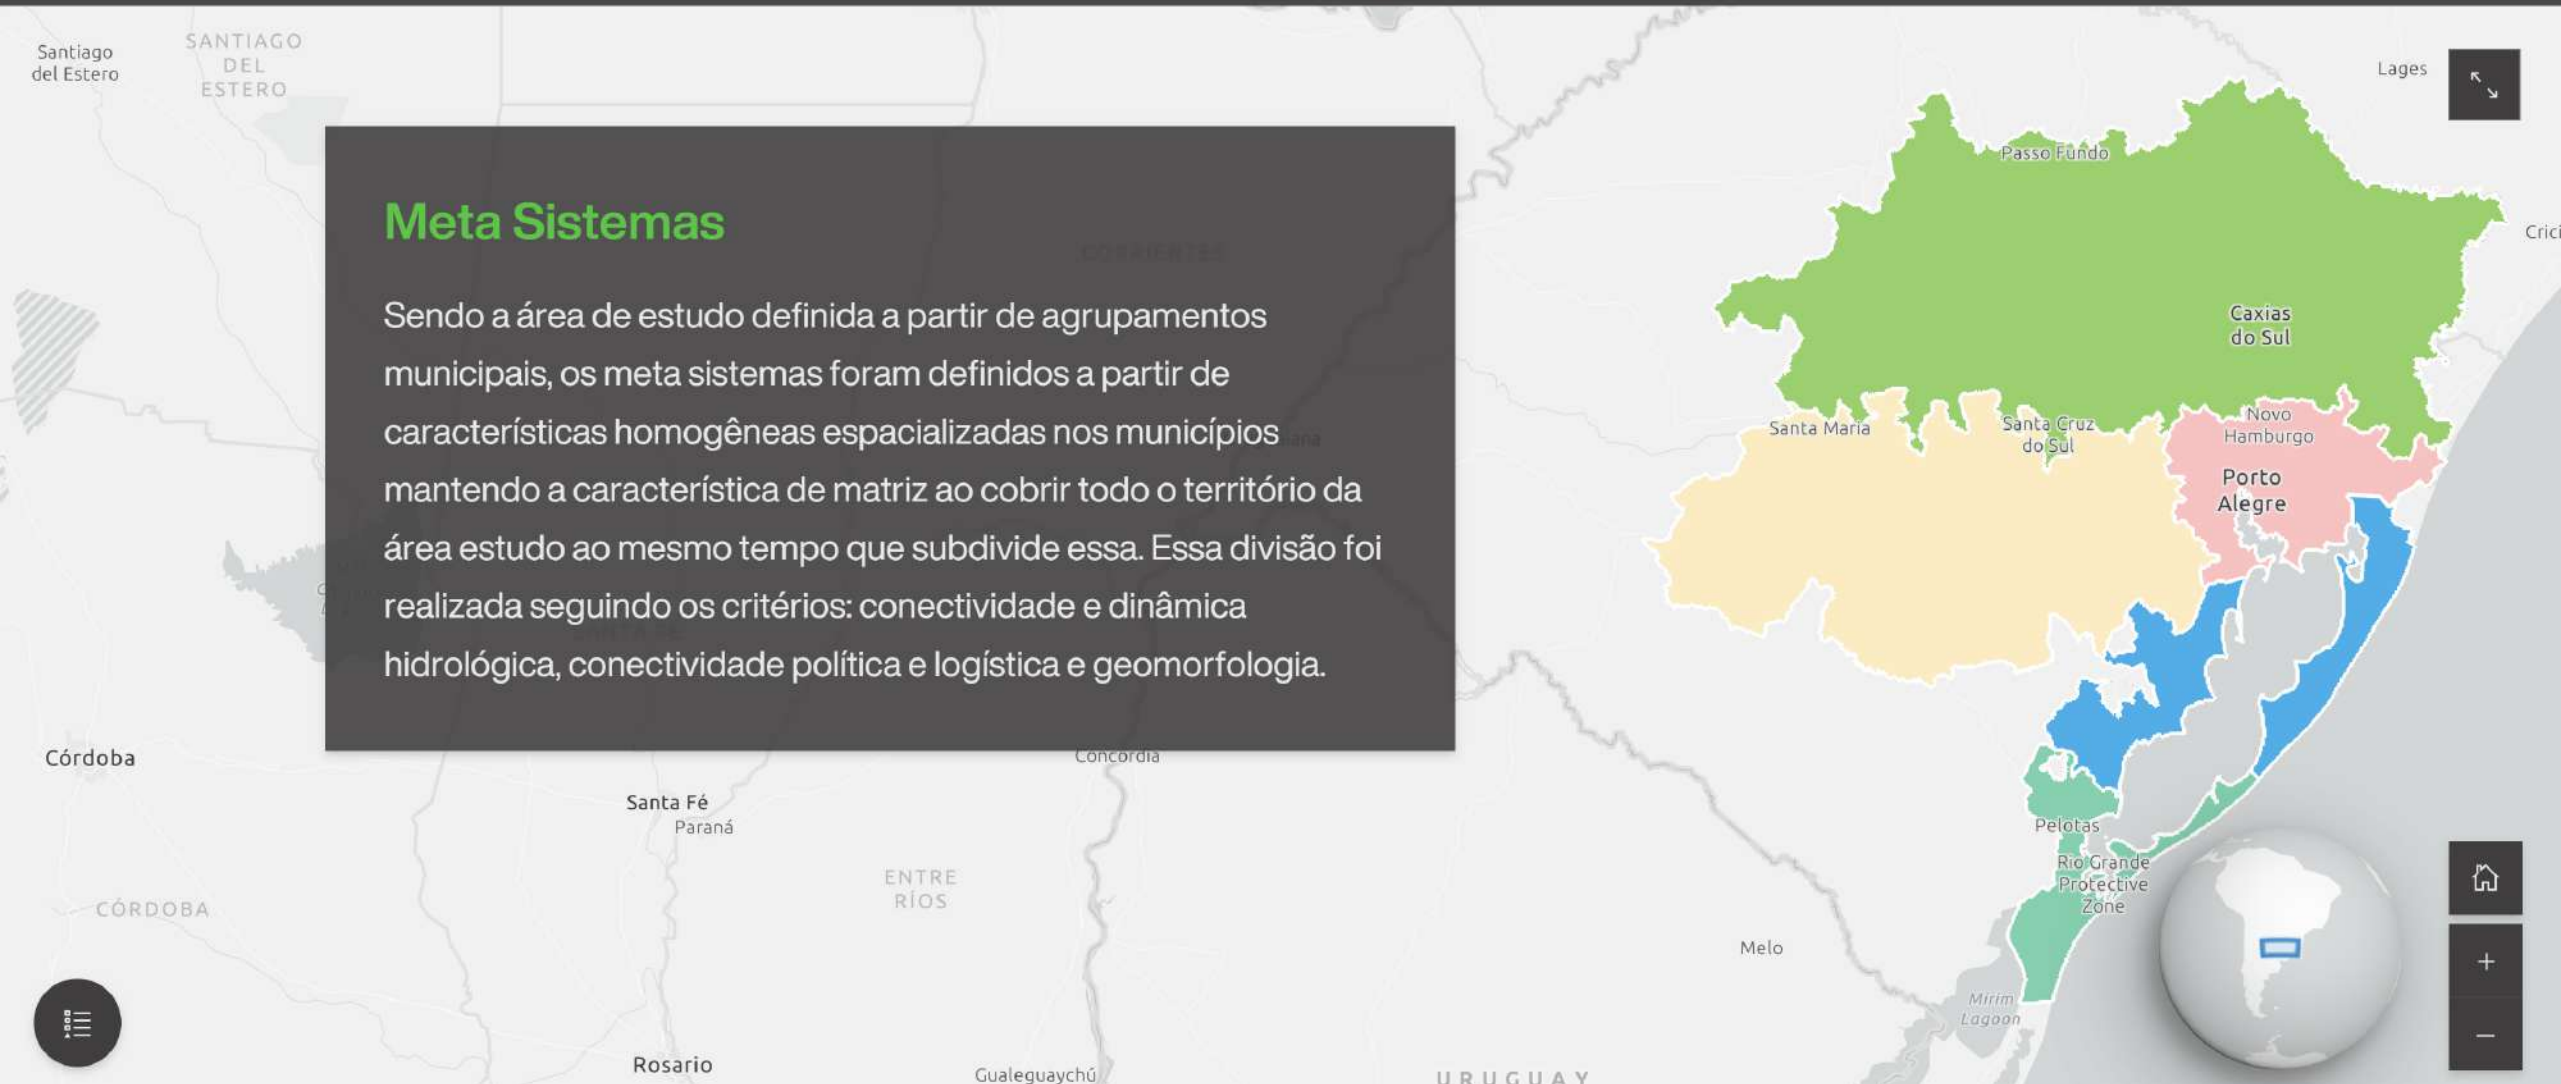 Santiago
del Estero
SANTIAGO
DEL
ESTERO
Lages
Passo Fundo
Meta Sistemas
CORRIENTES
Sendo a área de estudo definida a partir de agrupamentos
municipais, os meta sistemas foram definidos a partir de
características homogêneas espacializadas nos municípios
mantendo a característica de matriz ao cobrir todo o território da
área estudo ao mesmo tempo que subdivide essa. Essa divisão foi
realizada seguindo os critérios: conectividade e dinâmica
hidrológica, conectividade política e logística e geomorfologia.
Crici
Caxias
do Sul
Novo
Hamburgo
Santa Maria
Santa Cruz
do Sul
Porto
Alegre
Córdoba
Concordia
Santa Fé
Paraná
Pelotas
Rio Grande
Protective
Zone
ENTRE
RÍOS
CÓRDOBA
Melo
Mirim
Lagoon
Rosario
Gualeguaychú
URUGUAY